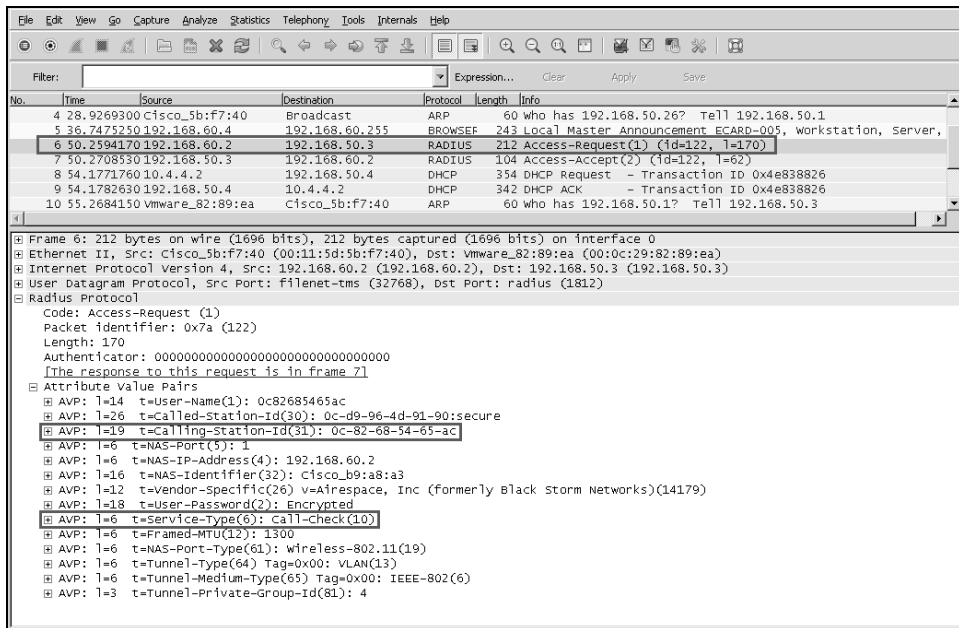 File Edit View Go Capture Analyze Statistics Telephony Tools Internals Help
Filter: Expression... Clear Apply Save
No. Time Source Destination Protocol Length Info
4 28.9269300 Cisco_5b:f7:40 Broadcast ARP 60 Who has 192.168.50.26? Tell 192.168.50.1
5 36.7475250 192.168.60.4 192.168.60.255 BROWSER 243 Local Master Announcement ECARD-005, Workstation, Server,
6 50.2594170 192.168.60.2 192.168.50.3 RADIUS 212 Access-Request(1) (id=122, l=170)
7 50.2708530 192.168.50.3 192.168.60.2 RADIUS 104 Access-Accept(2) (id=122, l=62)
8 54.1771760 10.4.4.2 192.168.50.4 DHCP 354 DHCP Request - Transaction ID 0x4e838826
9 54.1782630 192.168.50.4 10.4.4.2 DHCP 342 DHCP ACK - Transaction ID 0x4e838826
10 55.2684150 Vmware_82:89:ea Cisco_5b:f7:40 ARP 60 Who has 192.168.50.1? Tell 192.168.50.3
Frame 6: 212 bytes on wire (1696 bits), 212 bytes captured (1696 bits) on interface 0
Ethernet II, Src: Cisco_5b:f7:40 (00:11:5d:5b:f7:40), Dst: Vmware_82:89:ea (00:0c:29:82:89:ea)
Internet Protocol Version 4, Src: 192.168.60.2 (192.168.60.2), Dst: 192.168.50.3 (192.168.50.3)
User Datagram Protocol, Src Port: filenet-tms (32768), Dst Port: radius (1812)
Radius Protocol
Code: Access-Request (1)
Packet identifier: 0x7a (122)
Length: 170
Authenticator: 00000000000000000000000000000000
[The response to this request is in frame 7]
Attribute Value Pairs
AVP: l=14 t=User-Name(1): 0c82685465ac
AVP: l=26 t=Called-Station-Id(30): 0c-d9-96-4d-91-90:secure
AVP: l=19 t=Calling-Station-Id(31): 0c-82-68-54-65-ac
AVP: l=6 t=NAS-Port(5): 1
AVP: l=6 t=NAS-IP-Address(4): 192.168.60.2
AVP: l=16 t=NAS-Identifier(32): Cisco_b9:a8:a3
AVP: l=12 t=Vendor-Specific(26) v=Airespace, Inc (formerly Black Storm Networks)(14179)
AVP: l=18 t=User-Password(2): Encrypted
AVP: l=6 t=Service-Type(6): Call-Check(10)
AVP: l=6 t=Framed-MTU(12): 1300
AVP: l=6 t=NAS-Port-Type(61): Wireless-802.11(19)
AVP: l=6 t=Tunnel-Type(64) Tag=0x00: VLAN(13)
AVP: l=6 t=Tunnel-Medium-Type(65) Tag=0x00: IEEE-802(6)
AVP: l=3 t=Tunnel-Private-Group-Id(81): 4